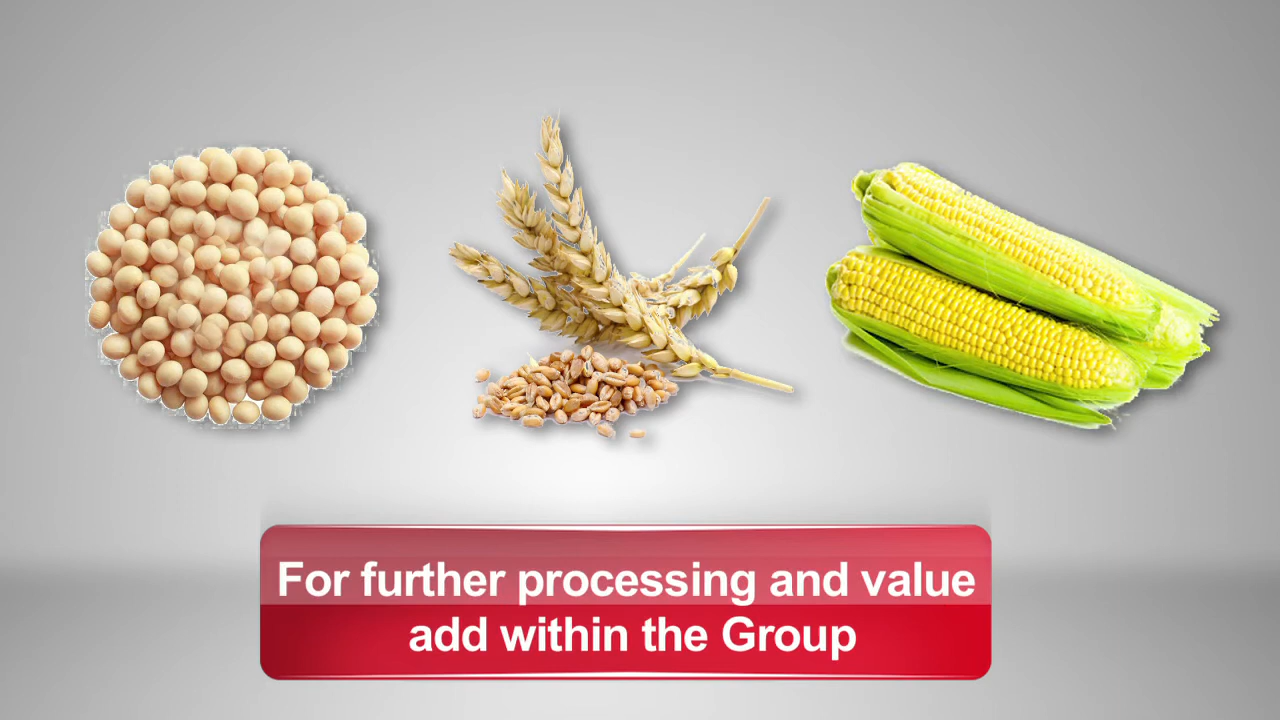 For further processing and value
add within the Group